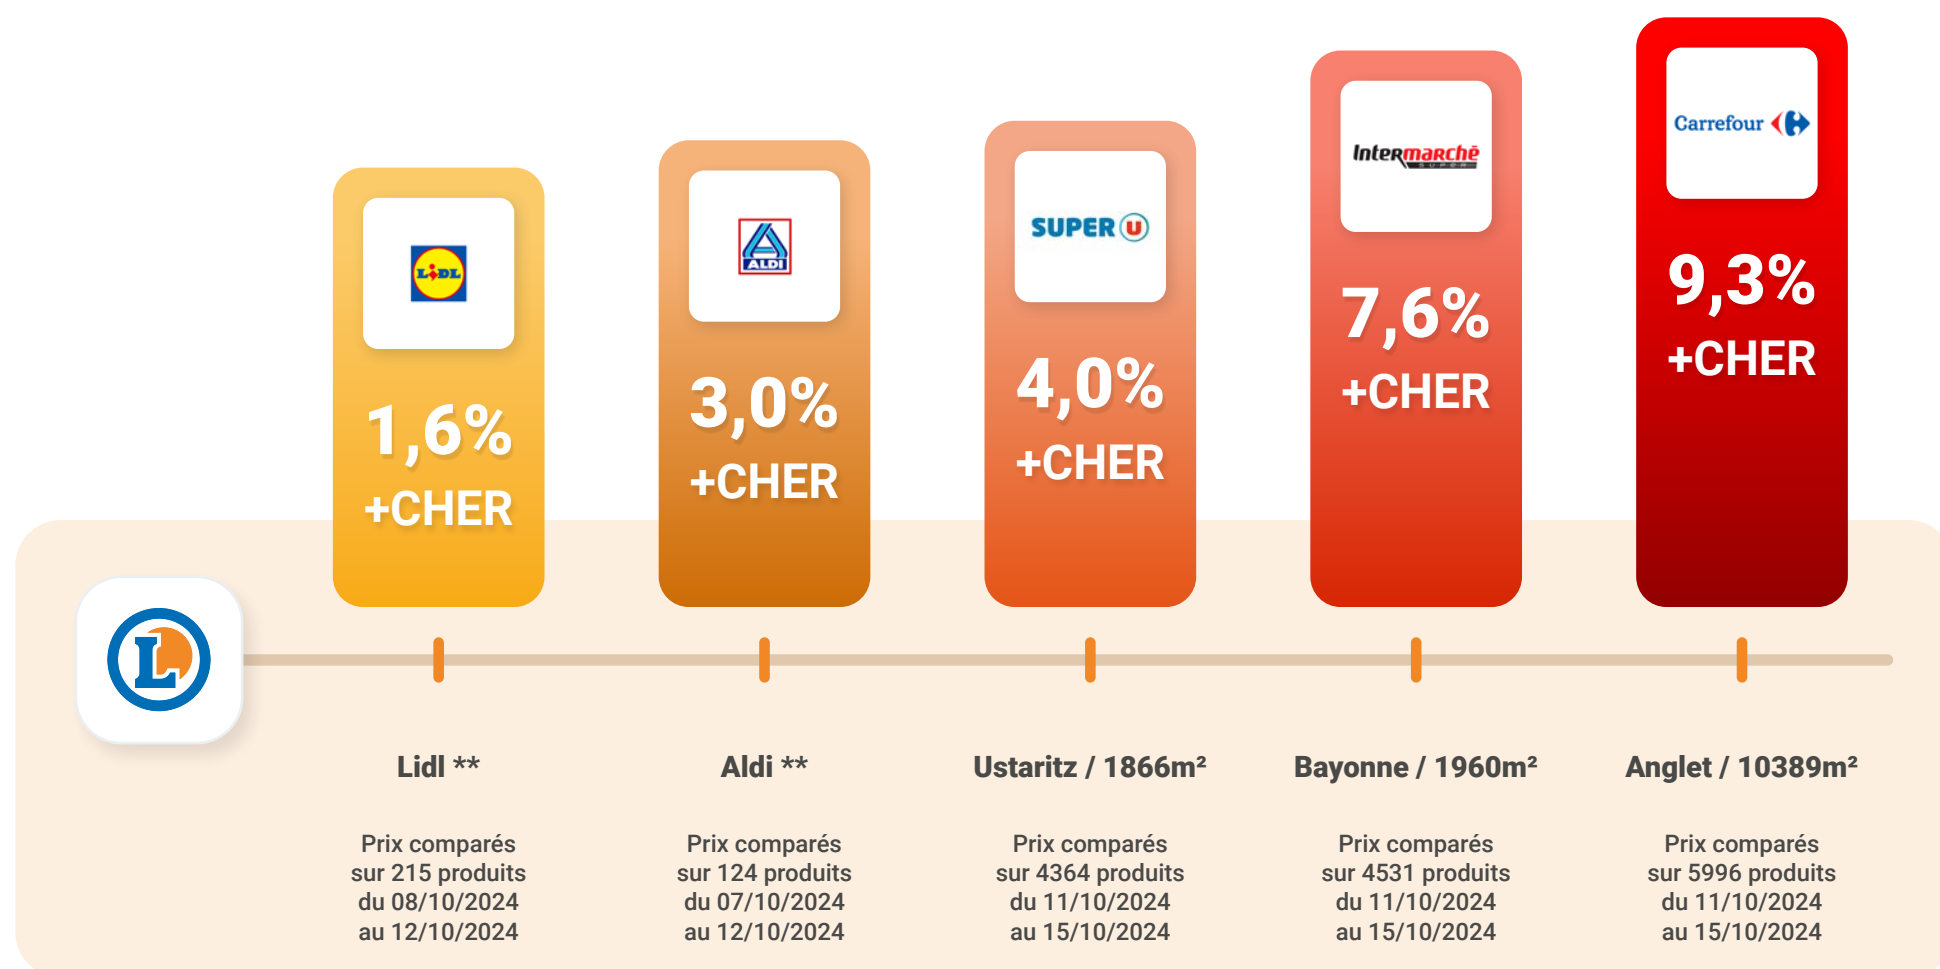 LIDL
1,6%
+CHER
ALDI
3,0%
+CHER
SUPER U
4,0%
+CHER
Intermarchē
SUPER
7,6%
+CHER
Carrefour
9,3%
+CHER
L
Lidl **
Prix comparés
sur 215 produits
du 08/10/2024
au 12/10/2024
Aldi **
Prix comparés
sur 124 produits
du 07/10/2024
au 12/10/2024
Ustaritz / 1866m²
Prix comparés
sur 4364 produits
du 11/10/2024
au 15/10/2024
Bayonne / 1960m²
Prix comparés
sur 4531 produits
du 11/10/2024
au 15/10/2024
Anglet / 10389m²
Prix comparés
sur 5996 produits
du 11/10/2024
au 15/10/2024